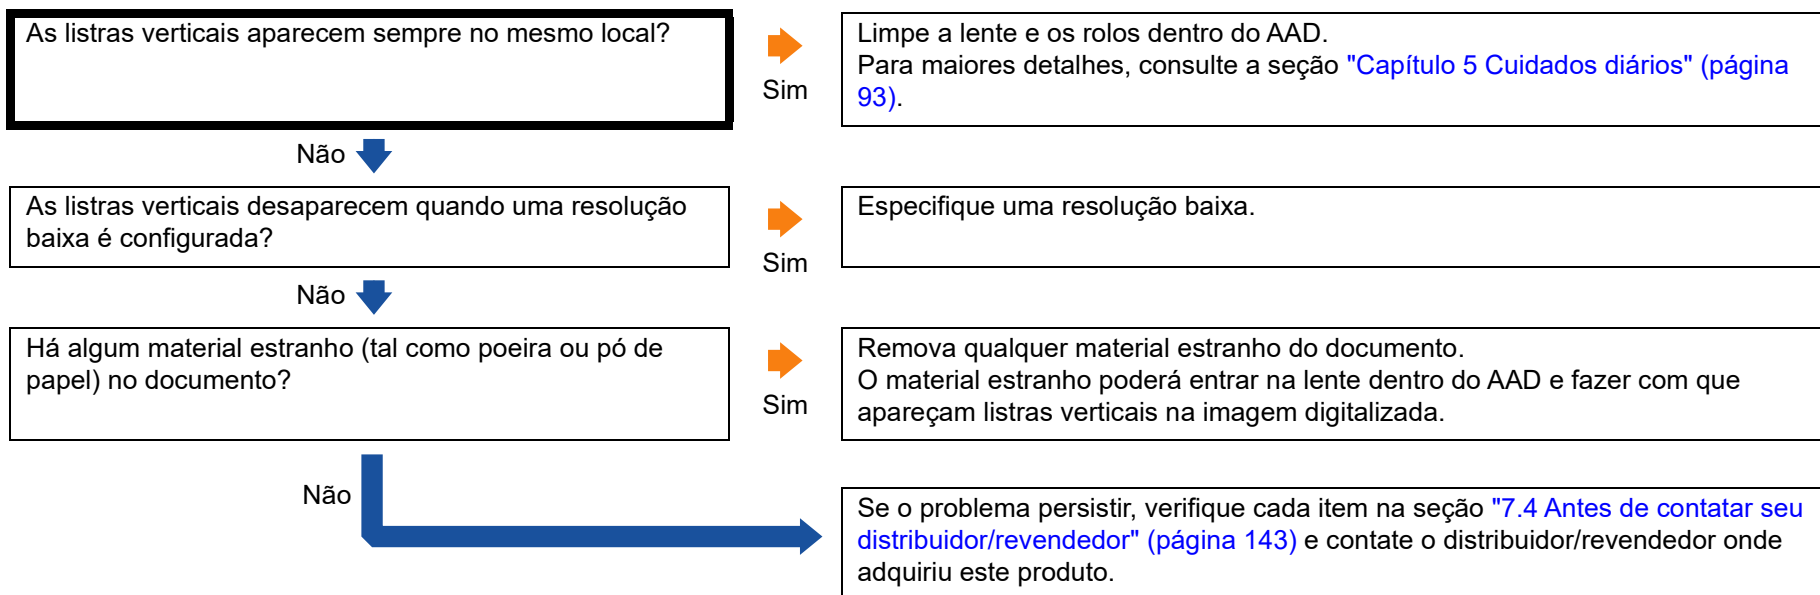 As listras verticais aparecem sempre no mesmo local?
Sim
Limpe a lente e os rolos dentro do AAD.
Para maiores detalhes, consulte a seção "Capítulo 5 Cuidados diários" (página
93).
Não
As listras verticais desaparecem quando uma resolução
baixa é configurada?
Sim
Especifique uma resolução baixa.
Não
Há algum material estranho (tal como poeira ou pó de
papel) no documento?
Sim
Remova qualquer material estranho do documento.
O material estranho poderá entrar na lente dentro do AAD e fazer com que
apareçam listras verticais na imagem digitalizada.
Não
Se o problema persistir, verifique cada item na seção "7.4 Antes de contatar seu
distribuidor/revendedor" (página 143) e contate o distribuidor/revendedor onde
adquiriu este produto.